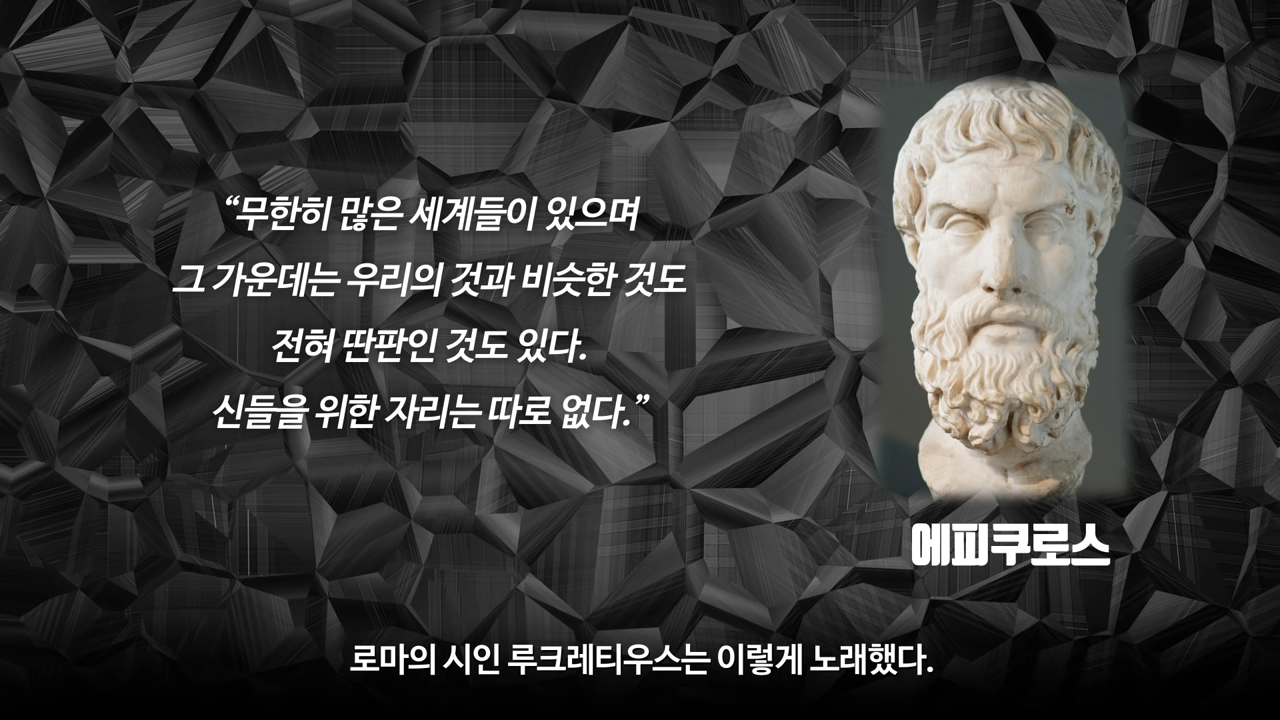 “무한히 많은 세계들이 있으며
그 가운데는 우리의 것과 비슷한 것도
전혀 딴판인 것도 있다.
신들을 위한 자리는 따로 없다.”
에피쿠로스
로마의 시인 루크레티우스는 이렇게 노래했다.